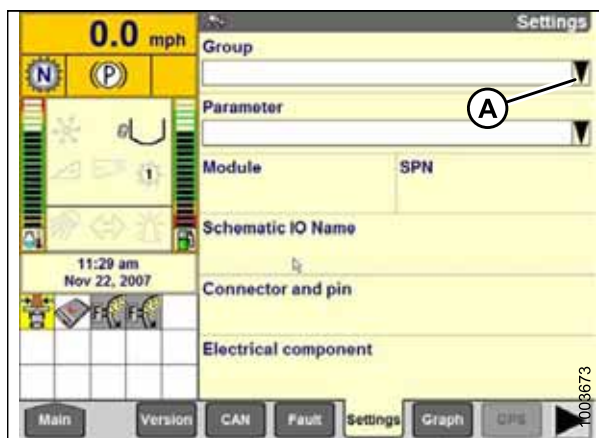 0.0 mph
Settings
Group
N
P
A
Parameter
1
Module
SPN
Schematic IO Name
11:29 am
Nov 22, 2007
Connector and pin
F
F
Electrical component
Main
Version
CAN
Fault
Settings
Graph
GPS
1003673